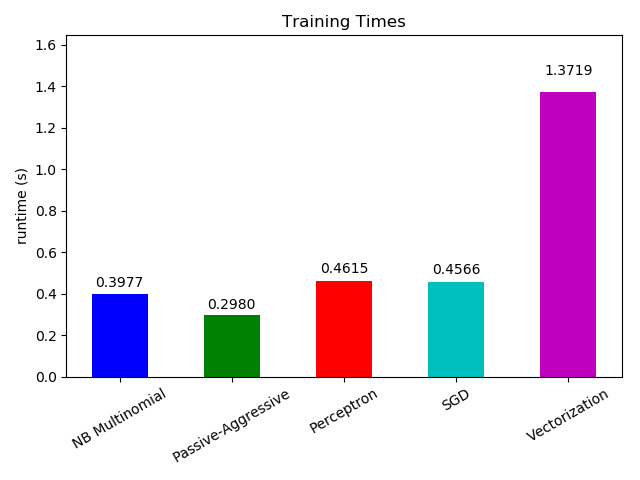 Training Times
runtime (s)
1.6
1.4
1.2
1.0
0.8
0.6
0.4
0.2
0.0
0.3977
0.2980
0.4615
0.4566
1.3719
NB Multinomial
Passive-Aggressive
Perceptron
SGD
Vectorization